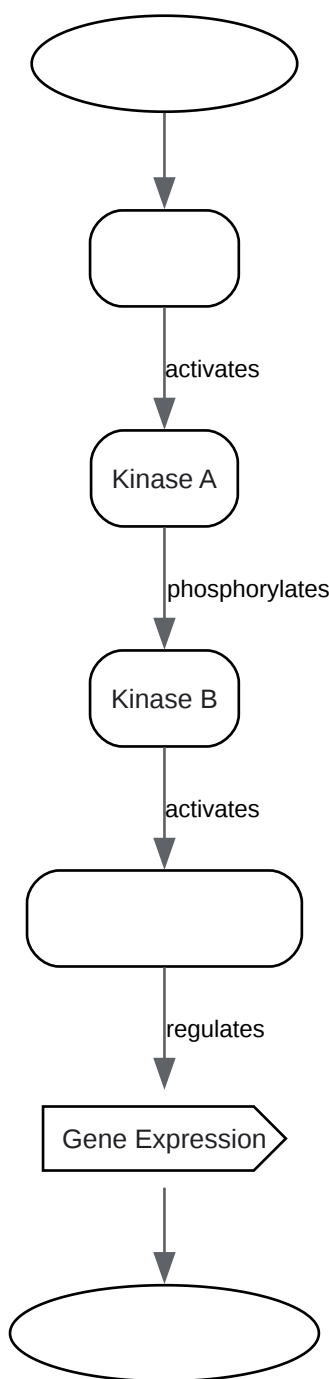 activates
Kinase A
phosphorylates
Kinase B
activates
regulates
Gene Expression